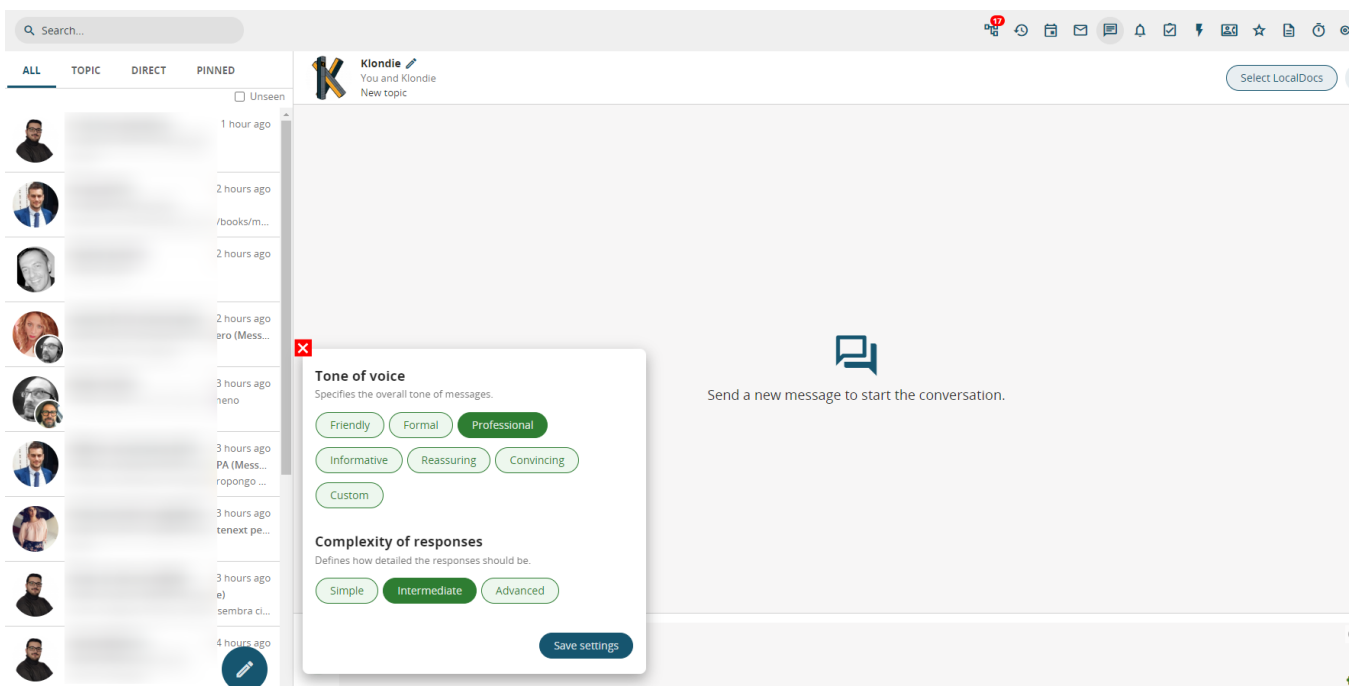 Search...
17
ALL TOPIC DIRECT PINNED
Unseen
Klondie
You and Klondie
New topic
Select LocalDocs
1 hour ago
2 hours ago
/books/m...
2 hours ago
2 hours ago
ero (Mess...
3 hours ago
neno
3 hours ago
PA (Mess...
ropongo ...
3 hours ago
tenext pe...
3 hours ago
e)
sembra ci...
4 hours ago
Send a new message to start the conversation.
Tone of voice
Specifies the overall tone of messages.
Friendly Formal Professional
Informative Reassuring Convincing
Custom
Complexity of responses
Defines how detailed the responses should be.
Simple Intermediate Advanced
Save settings